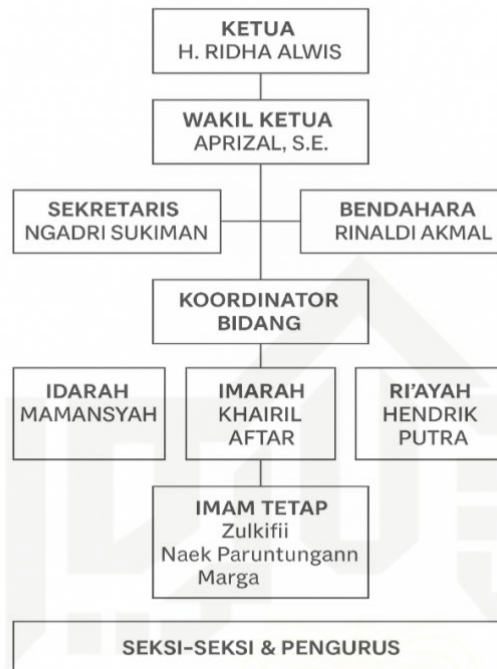 KETUA
H. RIDHA ALWIS
WAKIL KETUA
APRIZAL, S.E.
SEKRETARIS
NGADRI SUKIMAN
BENDAHARA
RINALDI AKMAL
KOORDINATOR
BIDANG
IDARAH
MAMANSYAH
IMARAH
KHAIRIL
AFTAR
RI'AYAH
HENDRIK
PUTRA
IMAM TETAP
Zulkifii
Naek Paruntungann
Marga
SEKSI-SEKSI & PENGURUS